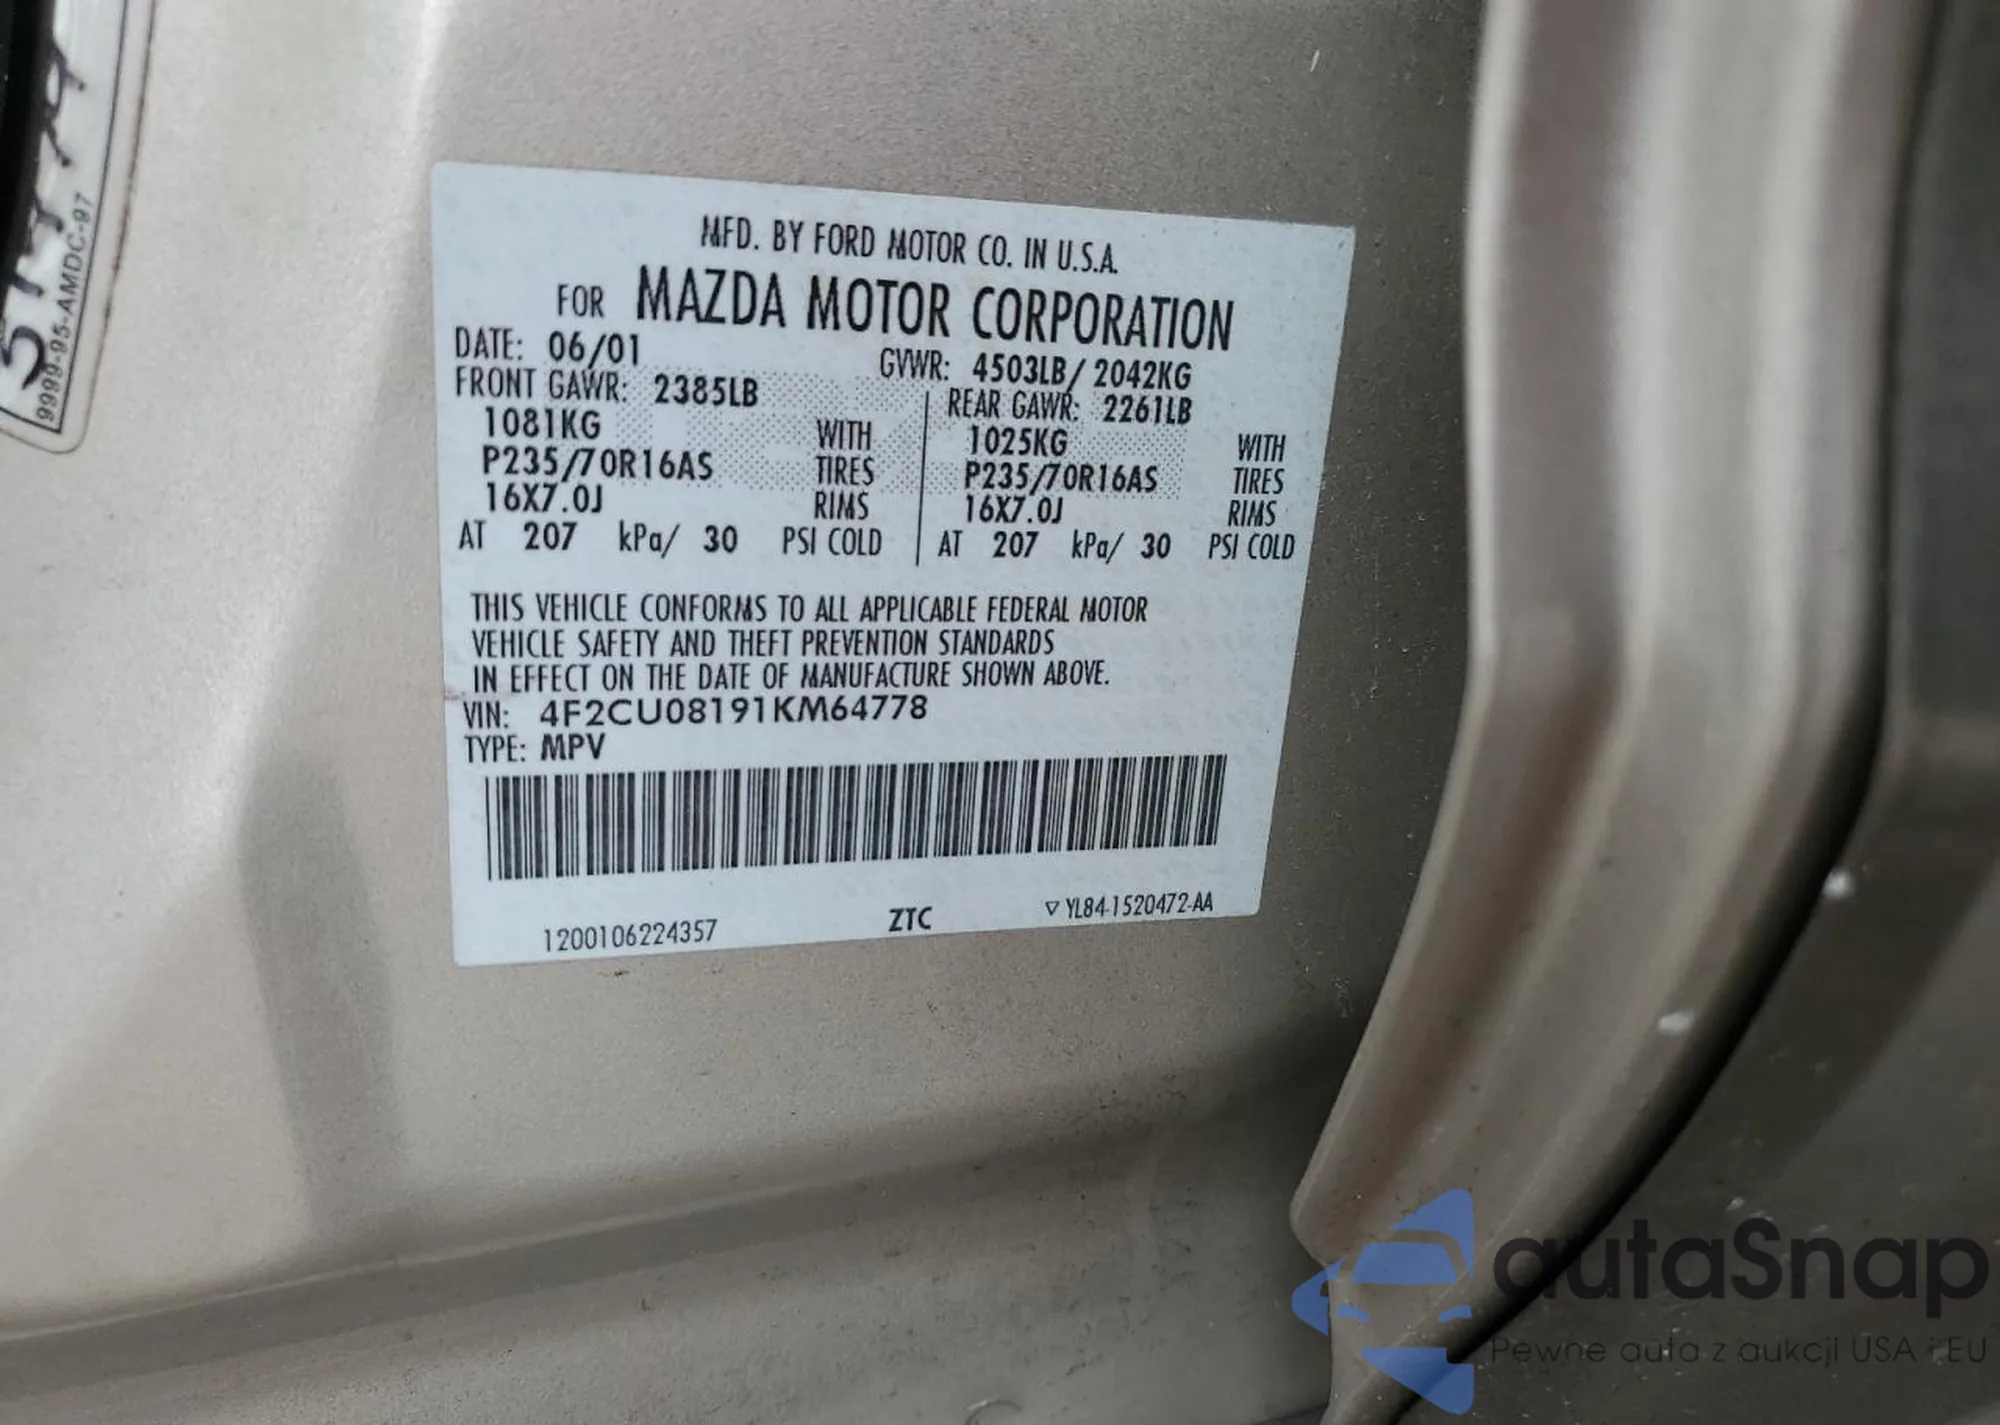 9999-95-AMDC-97
MFD. BY FORD MOTOR CO. IN U.S.A.
FOR MAZDA MOTOR CORPORATION
DATE: 06/01 GVWR: 4503LB/ 2042KG
FRONT GAWR: 2385LB REAR GAWR: 2261LB
1081KG WITH 1025KG WITH
P235/70R16AS TIRES P235/70R16AS TIRES
16X7.0J RIMS 16X7.0J RIMS
AT 207 kPa/ 30 PSI COLD AT 207 kPa/ 30 PSI COLD
THIS VEHICLE CONFORMS TO ALL APPLICABLE FEDERAL MOTOR
VEHICLE SAFETY AND THEFT PREVENTION STANDARDS
IN EFFECT ON THE DATE OF MANUFACTURE SHOWN ABOVE.
VIN: 4F2CU08191KM64778
TYPE: MPV
1200106224357 ZTC ▽ YL84-1520472-AA
autaSnap
Pewne auta z aukcji USA i EU